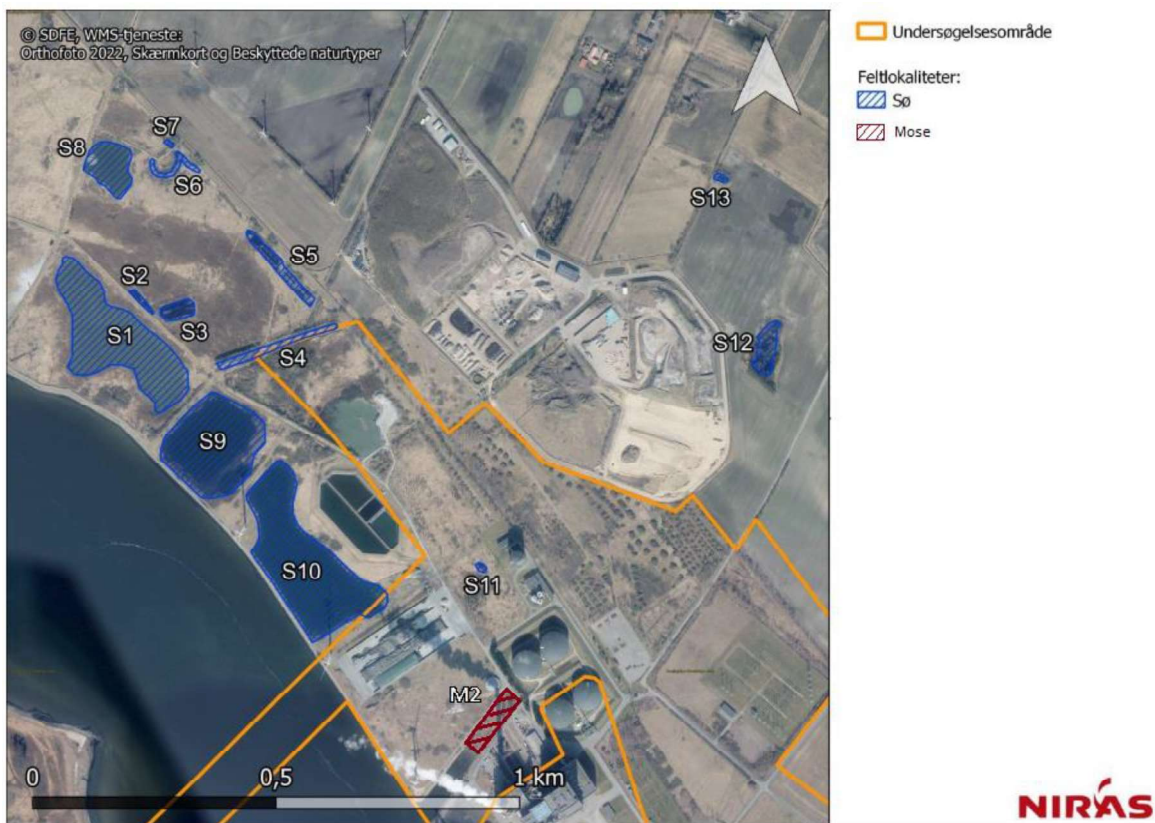 © SDFE, WMS-tjeneste:
Orthofoto 2022, Skærmkort og Beskyttede naturtyper
Undersøgelsesområde
Feltlokaliteter:
Sø
Mose
S7
S8
S6
S13
S5
S2
S3
S1
S12
S4
S9
S10
S11
M2
0
0,5
1 km
NIRÁS